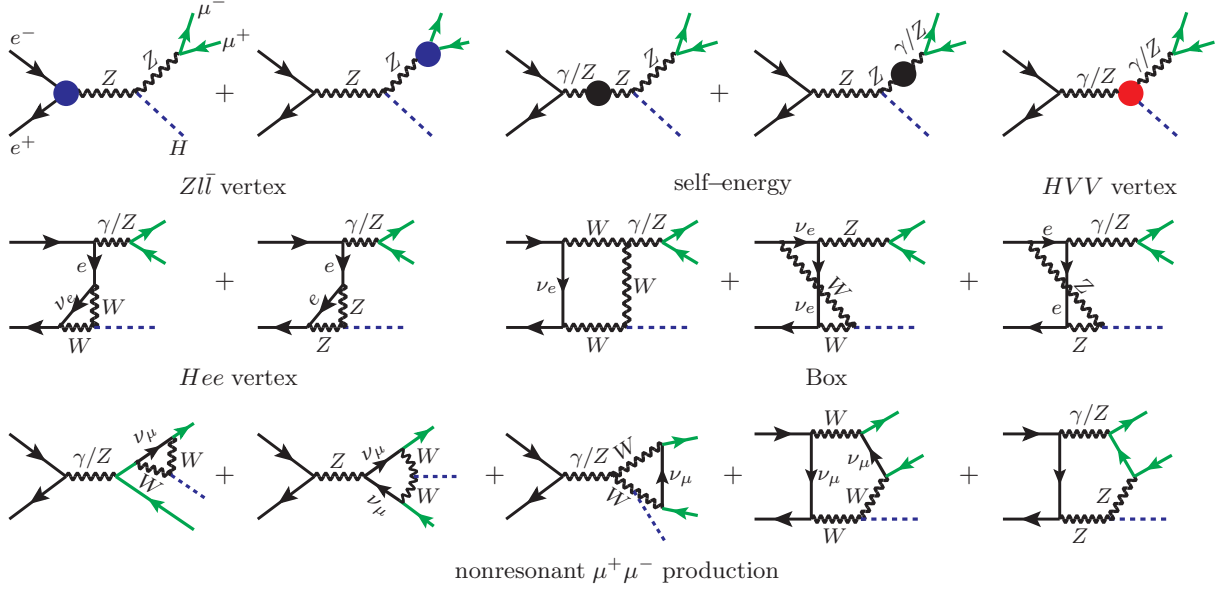 e− μ− μ+ Z Z e+ H + Z Z γ/Z Z + Z Z γ/Z γ/Z γ/Z
Zll̄ vertex self–energy HVV vertex
γ/Z e νe W W + γ/Z e e Z Z W γ/Z νe W W + νe Z W νe W + e γ/Z Z e Z
Hee vertex Box
γ/Z νμ W W + Z νμ W W νμ + γ/Z W W νμ + W νμ νμ W W + γ/Z Z Z
nonresonant μ+μ− production